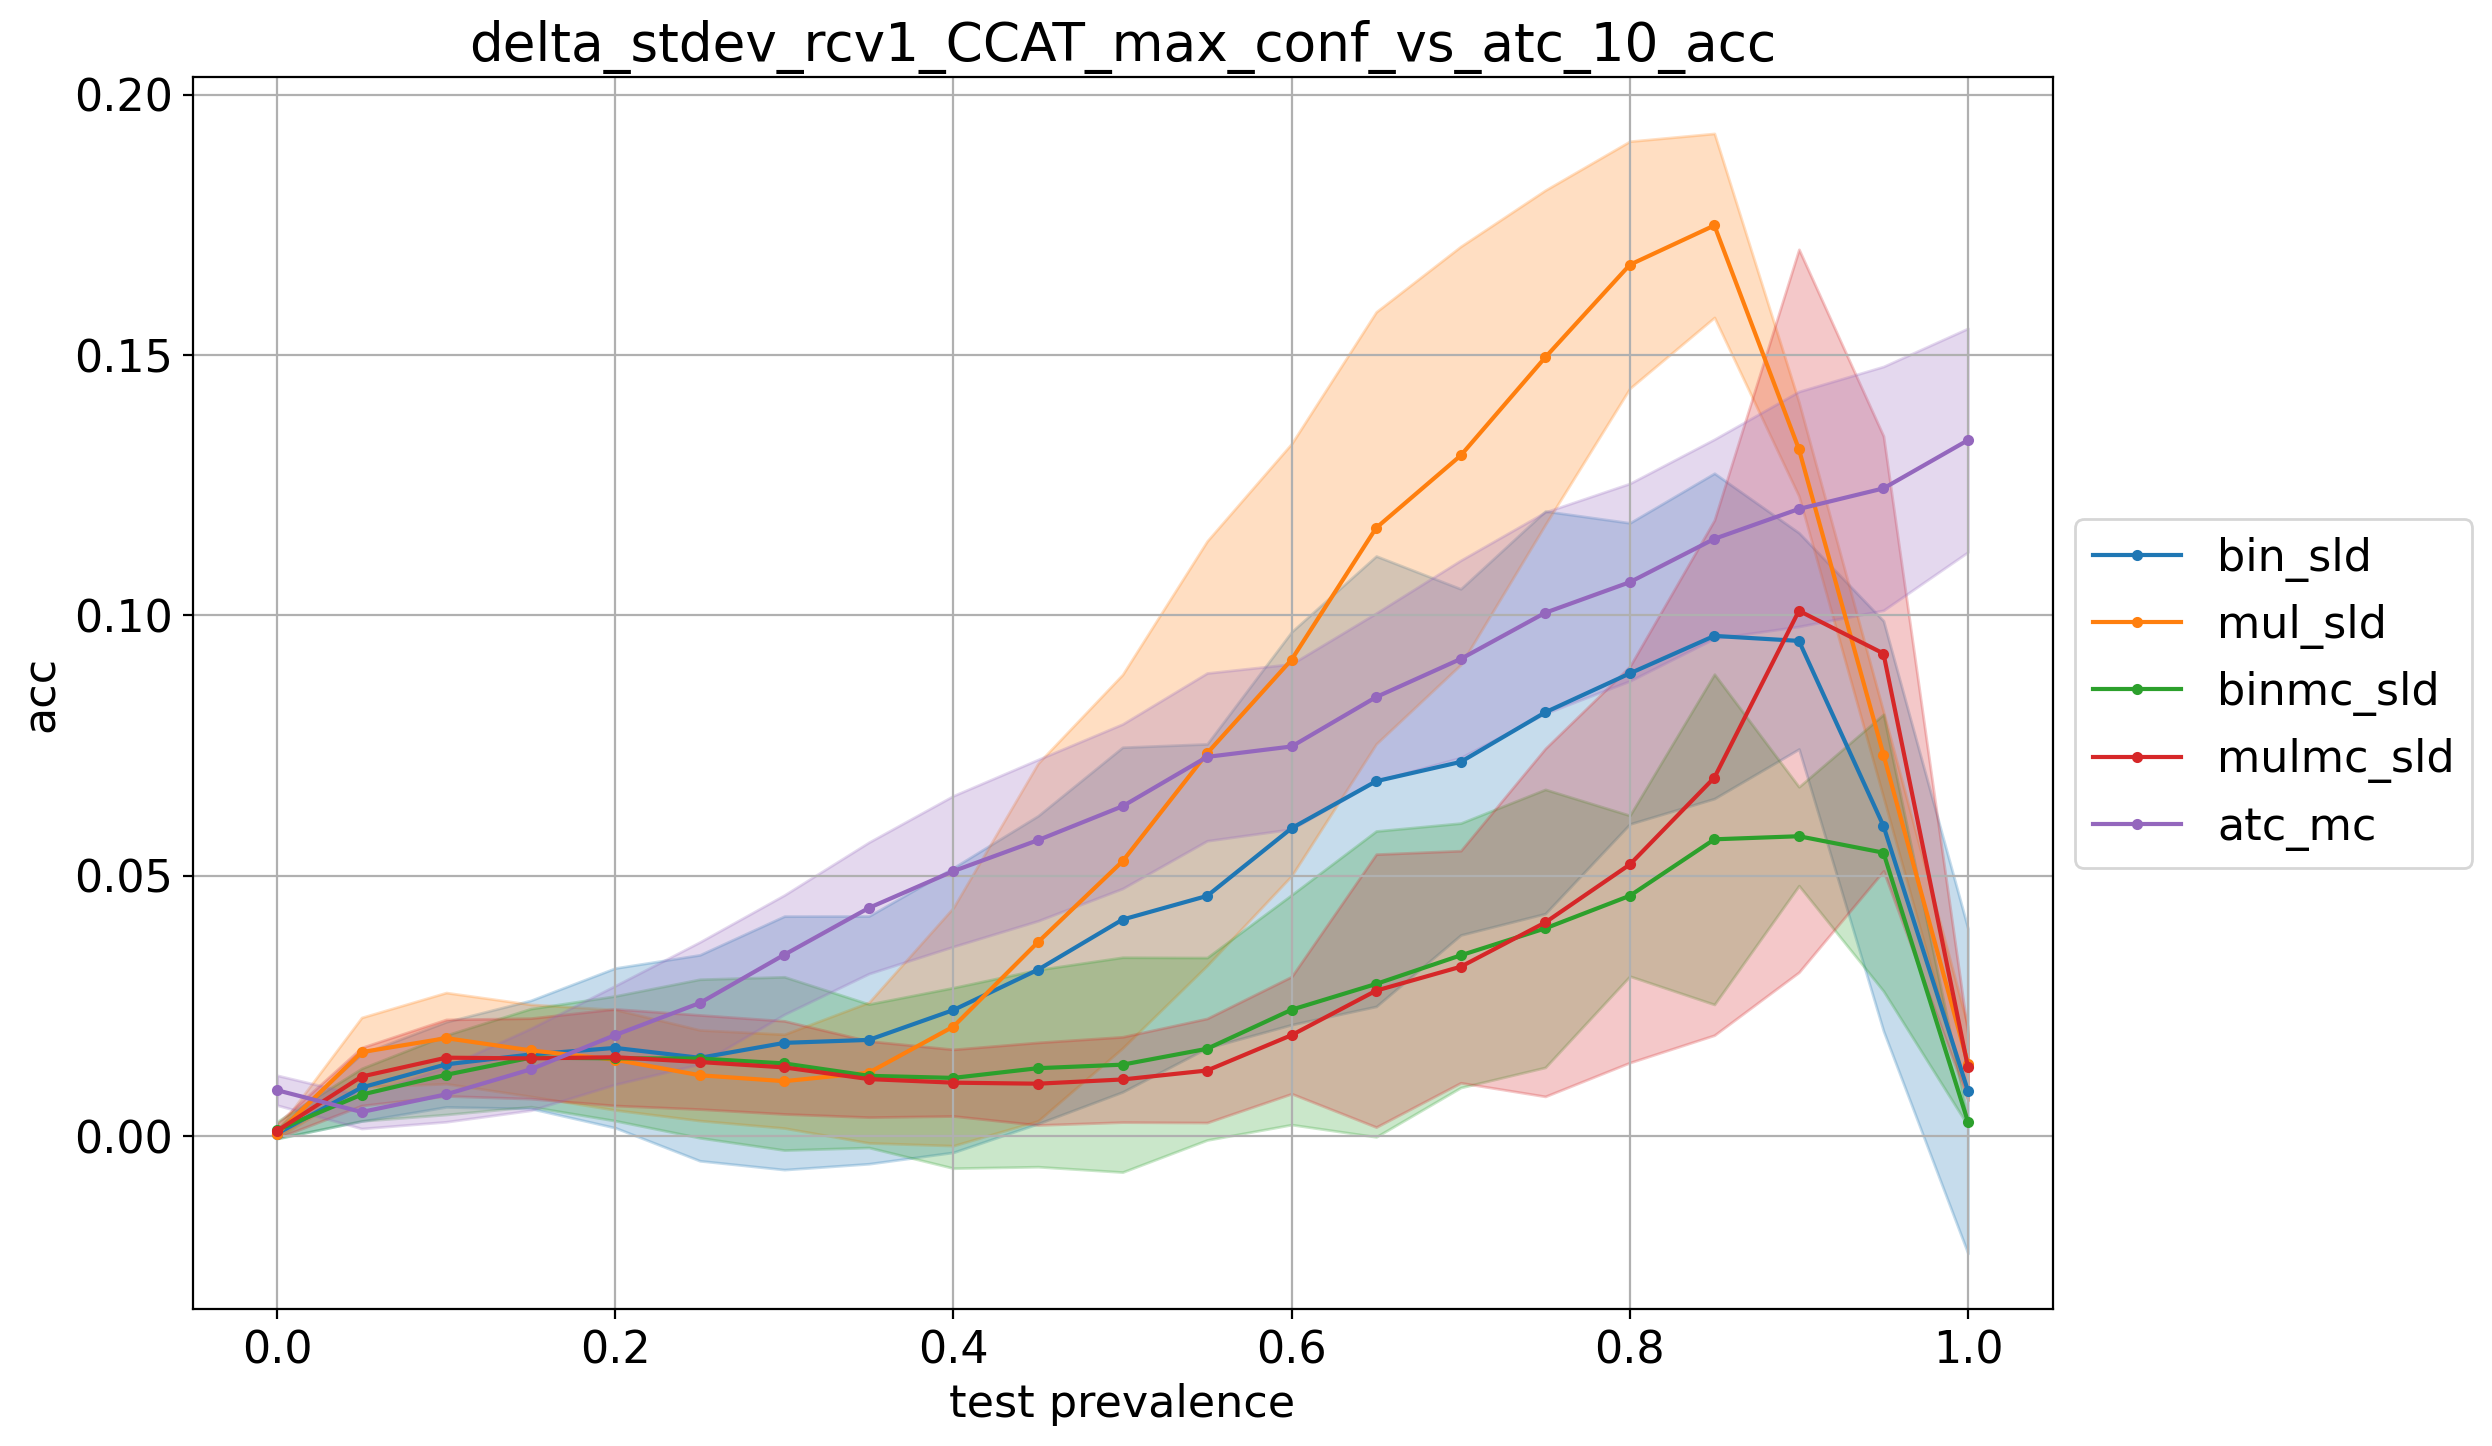 delta_stdev_rcv1_CCAT_max_conf_vs_atc_10_acc
0.20
0.15
0.10
0.05
0.00
acc
0.0 0.2 0.4 0.6 0.8 1.0
test prevalence
bin_sld
mul_sld
binmc_sld
mulmc_sld
atc_mc